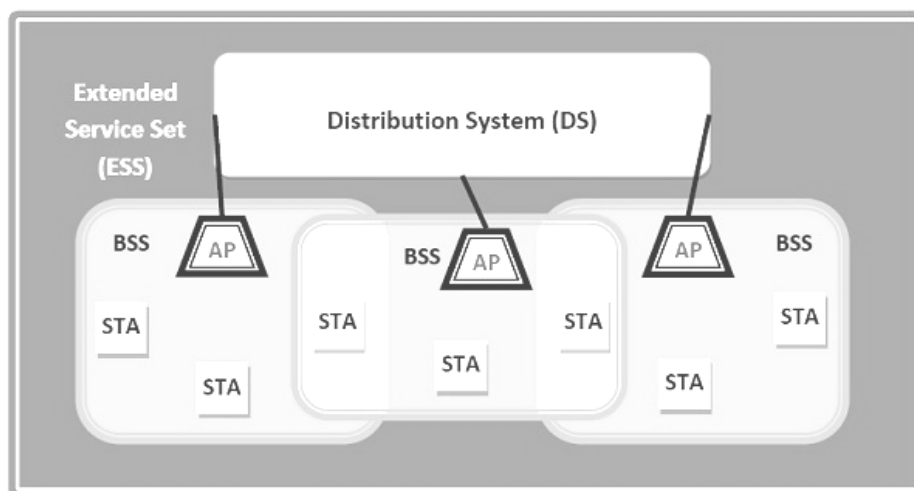 Extended
Service Set
(ESS)
Distribution System (DS)
BSS
AP
BSS
AP
AP
BSS
STA
STA
STA
STA
STA
STA
STA